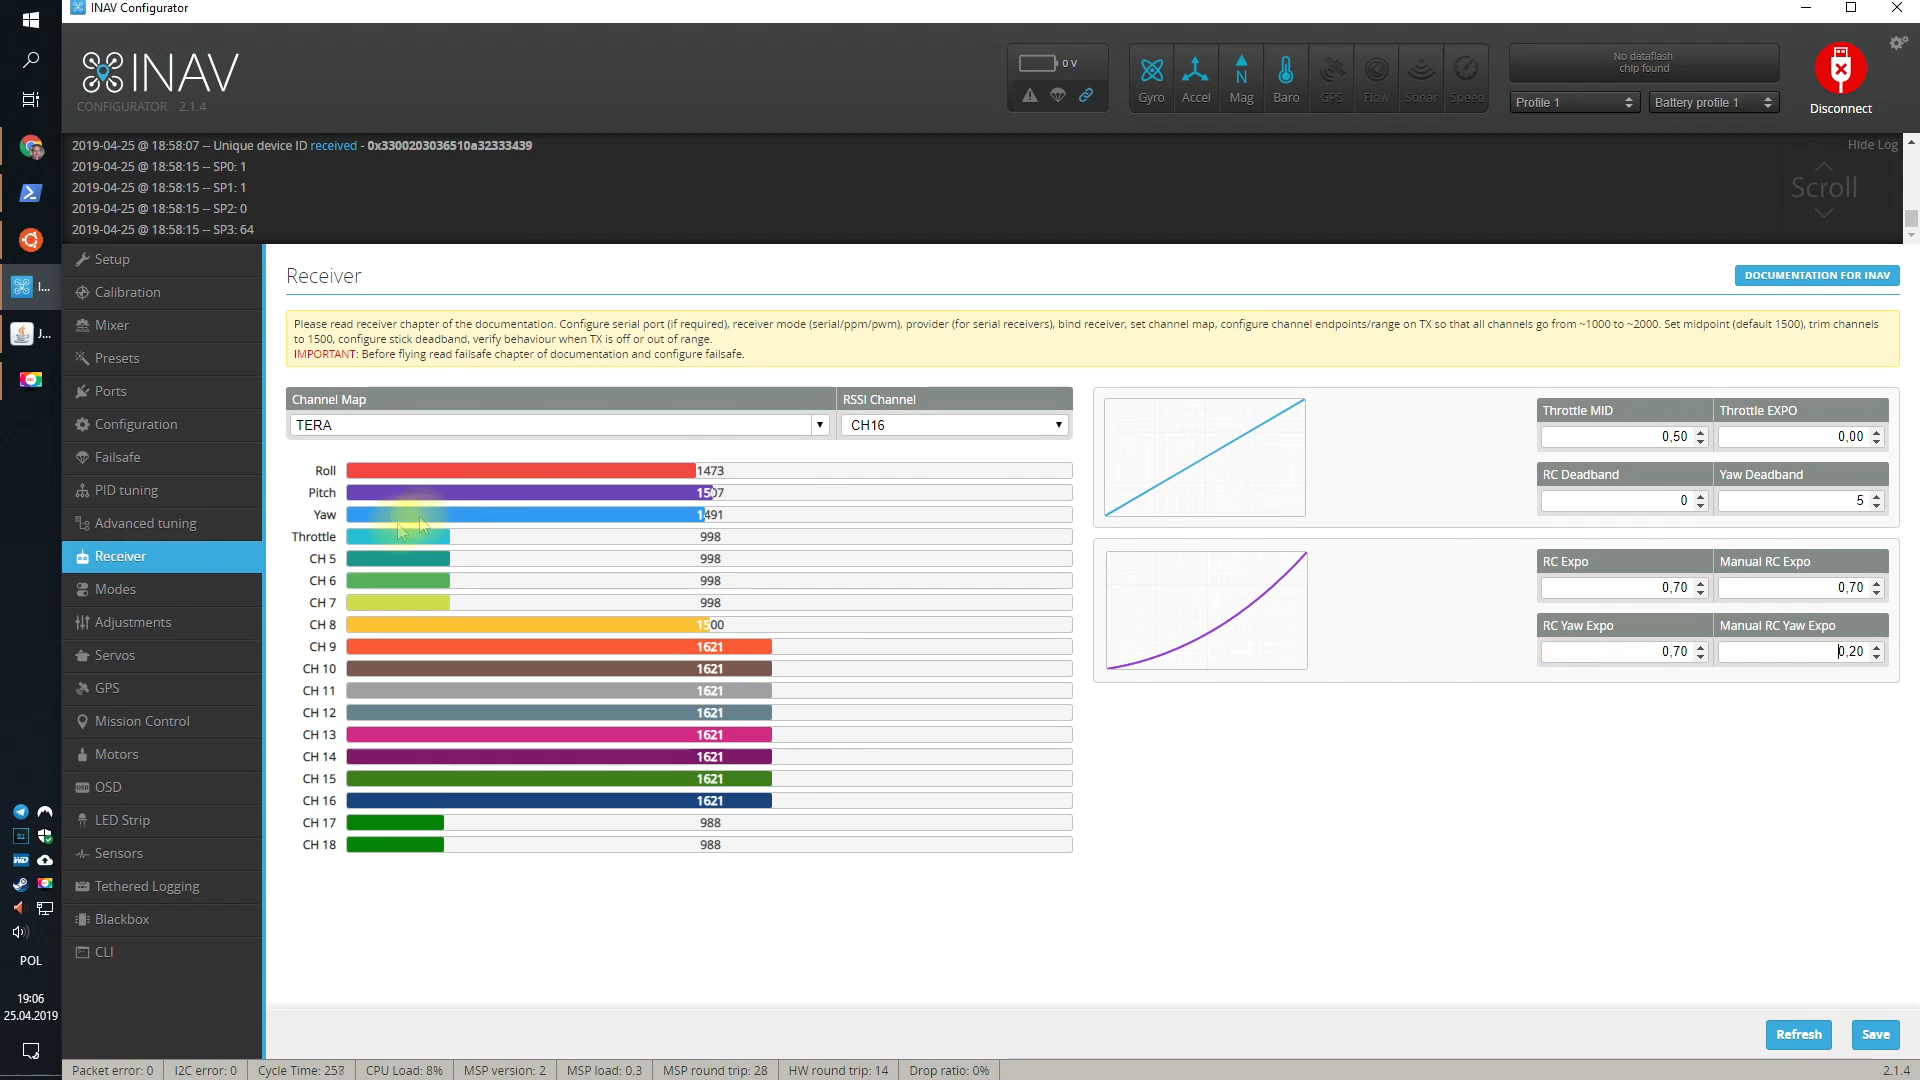 INAV Configurator
INAV
CONFIGURATOR 2.1.4
0 V
Gyro Accel Mag Baro GPS Flow Sonar Speed
No dataflash
chip found
Profile 1 Battery profile 1
Disconnect
2019-04-25 @ 18:58:07 -- Unique device ID received - 0x3300203036510a32333439
2019-04-25 @ 18:58:15 -- SP0: 1
2019-04-25 @ 18:58:15 -- SP1: 1
2019-04-25 @ 18:58:15 -- SP2: 0
2019-04-25 @ 18:58:15 -- SP3: 64
Hide Log
Scroll
Setup
Calibration
Mixer
Presets
Ports
Configuration
Failsafe
PID tuning
Advanced tuning
Receiver
Modes
Adjustments
Servos
GPS
Mission Control
Motors
OSD
LED Strip
Sensors
Tethered Logging
Blackbox
CLI
I...
J...
POL
19:06
25.04.2019
Receiver
DOCUMENTATION FOR INAV
Please read receiver chapter of the documentation. Configure serial port (if required), receiver mode (serial/ppm/pwm), provider (for serial receivers), bind receiver, set channel map, configure channel endpoints/range on TX so that all channels go from ~1000 to ~2000. Set midpoint (default 1500), trim channels
to 1500, configure stick deadband, verify behaviour when TX is off or out of range.
IMPORTANT: Before flying read failsafe chapter of documentation and configure failsafe.
Channel Map RSSI Channel
TERA CH16
Roll 1473
Pitch 1507
Yaw 1491
Throttle 998
CH 5 998
CH 6 998
CH 7 998
CH 8 1500
CH 9 1621
CH 10 1621
CH 11 1621
CH 12 1621
CH 13 1621
CH 14 1621
CH 15 1621
CH 16 1621
CH 17 988
CH 18 988
Throttle MID Throttle EXPO
0,50 0,00
RC Deadband Yaw Deadband
0 5
RC Expo Manual RC Expo
0,70 0,70
RC Yaw Expo Manual RC Yaw Expo
0,70 0,20
Refresh Save
Packet error: 0 I2C error: 0 Cycle Time: CPU Load: 8% MSP version: 2 MSP load: 0.3 MSP round trip: 28 HW round trip: 14 Drop ratio: 0% 2.1.4